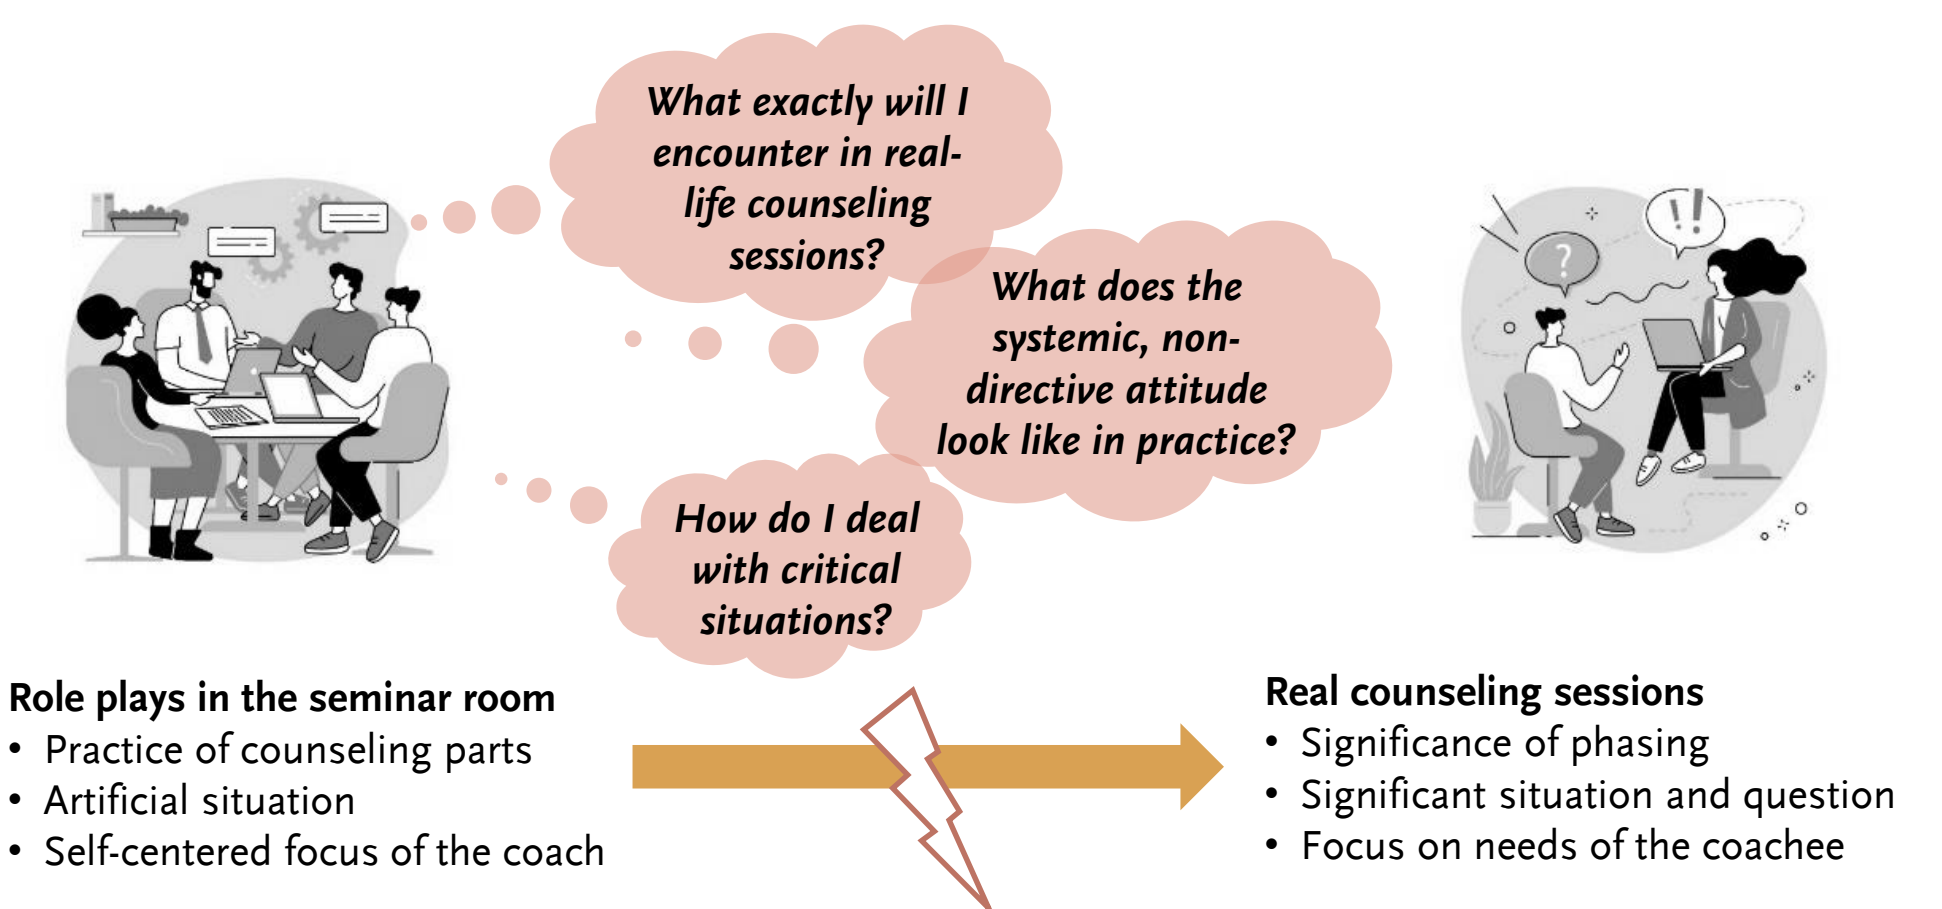 What exactly will I
encounter in real-
life counseling
sessions?
What does the
systemic, non-
directive attitude
look like in practice?
How do I deal
with critical
situations?
Role plays in the seminar room
• Practice of counseling parts
• Artificial situation
• Self-centered focus of the coach
?
!!
Real counseling sessions
• Significance of phasing
• Significant situation and question
• Focus on needs of the coachee